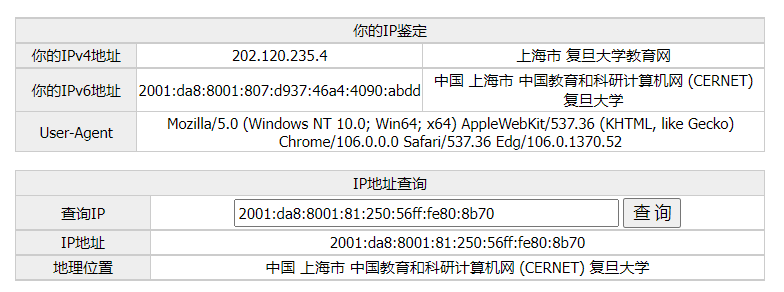 你的IP鉴定
你的IPv4地址 202.120.235.4 上海市 复旦大学教育网
你的IPv6地址 2001:da8:8001:807:d937:46a4:4090:abdd 中国 上海市 中国教育和科研计算机网 (CERNET)
复旦大学
User-Agent Mozilla/5.0 (Windows NT 10.0; Win64; x64) AppleWebKit/537.36 (KHTML, like Gecko)
Chrome/106.0.0.0 Safari/537.36 Edg/106.0.1370.52
IP地址查询
查询IP 2001:da8:8001:81:250:56ff:fe80:8b70 查 询
IP地址 2001:da8:8001:81:250:56ff:fe80:8b70
地理位置 中国 上海市 中国教育和科研计算机网 (CERNET) 复旦大学